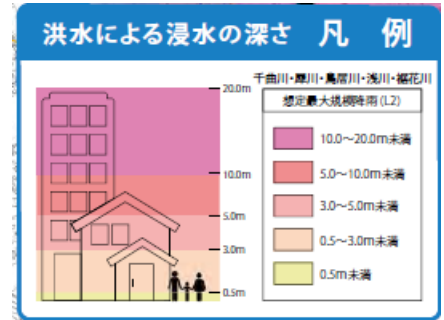 洪水による浸水の深さ 凡例
千曲川・犀川・鳥居川・浅川・裾花川
想定最大規模降雨(L2)
20.0m
10.0m
5.0m
3.0m
0.5m
10.0～20.0m未満
5.0～10.0m未満
3.0～5.0m未満
0.5～3.0m未満
0.5m未満